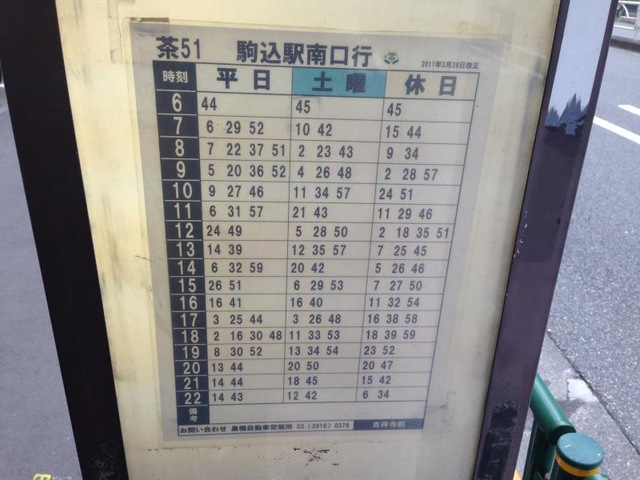 茶51 駒込駅南口行 2011年3月28日改正
時刻 平日 土曜 休日
6 44 45 45
7 6 29 52 10 42 15 44
8 7 22 37 51 2 23 43 9 34
9 5 20 36 52 4 26 48 2 28 57
10 9 27 46 11 34 57 24 51
11 6 31 57 21 43 11 29 46
12 24 49 5 28 50 2 18 35 51
13 14 39 12 35 57 7 25 45
14 6 32 59 20 42 5 26 46
15 26 51 6 29 53 7 27 50
16 16 41 16 40 11 32 54
17 3 25 44 3 26 48 16 38 58
18 2 16 30 48 11 33 53 18 39 59
19 8 30 52 13 34 54 23 52
20 13 44 20 50 20 47
21 14 44 18 45 15 42
22 14 43 12 42 6 34
備考
お問い合わせ 巣鴨自動車営業所 03(3918)0376 吉祥寺前